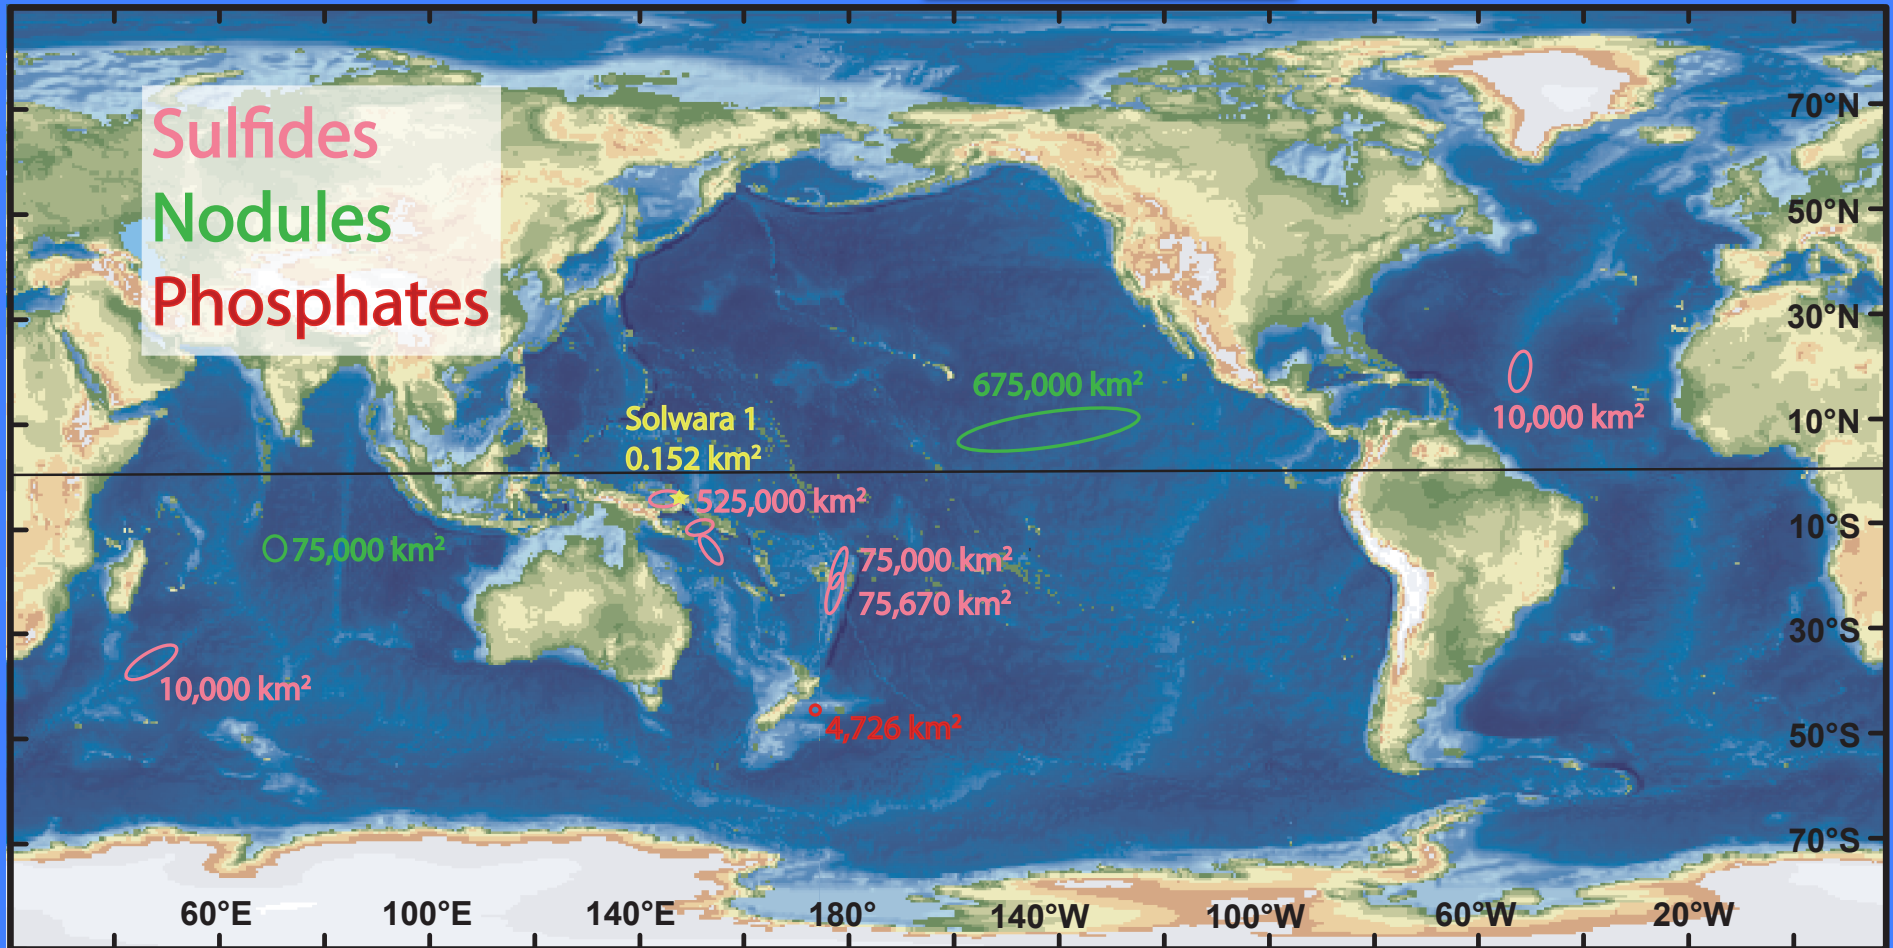 Sulfides
Nodules
Phosphates
70°N
50°N
30°N
10°N
10°S
30°S
50°S
70°S
675,000 km²
10,000 km²
Solwara 1
0.152 km²
525,000 km²
75,000 km²
75,000 km²
75,670 km²
10,000 km²
4,726 km²
60°E
100°E
140°E
180°
140°W
100°W
60°W
20°W